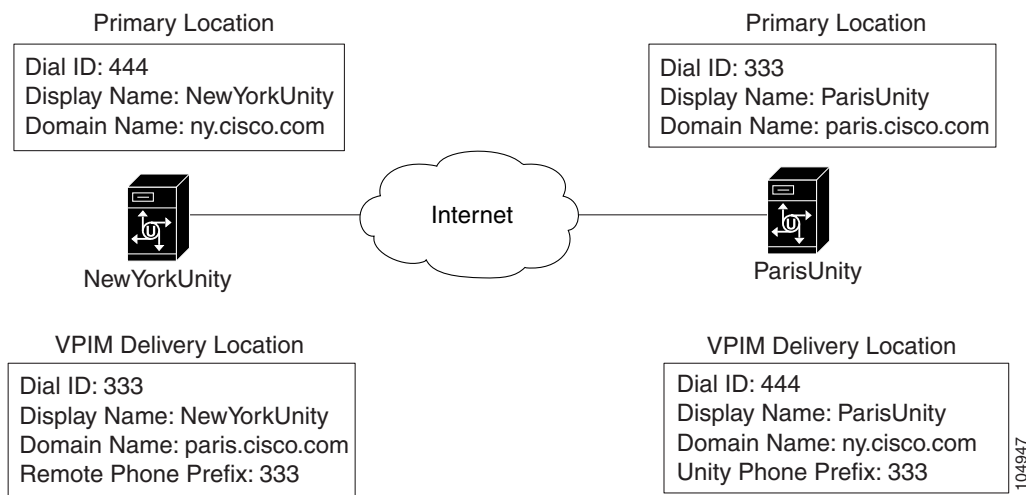 Primary Location
Dial ID: 444
Display Name: NewYorkUnity
Domain Name: ny.cisco.com
Primary Location
Dial ID: 333
Display Name: ParisUnity
Domain Name: paris.cisco.com
Internet
U
NewYorkUnity
U
ParisUnity
VPIM Delivery Location
Dial ID: 333
Display Name: NewYorkUnity
Domain Name: paris.cisco.com
Remote Phone Prefix: 333
VPIM Delivery Location
Dial ID: 444
Display Name: ParisUnity
Domain Name: ny.cisco.com
Unity Phone Prefix: 333
104947